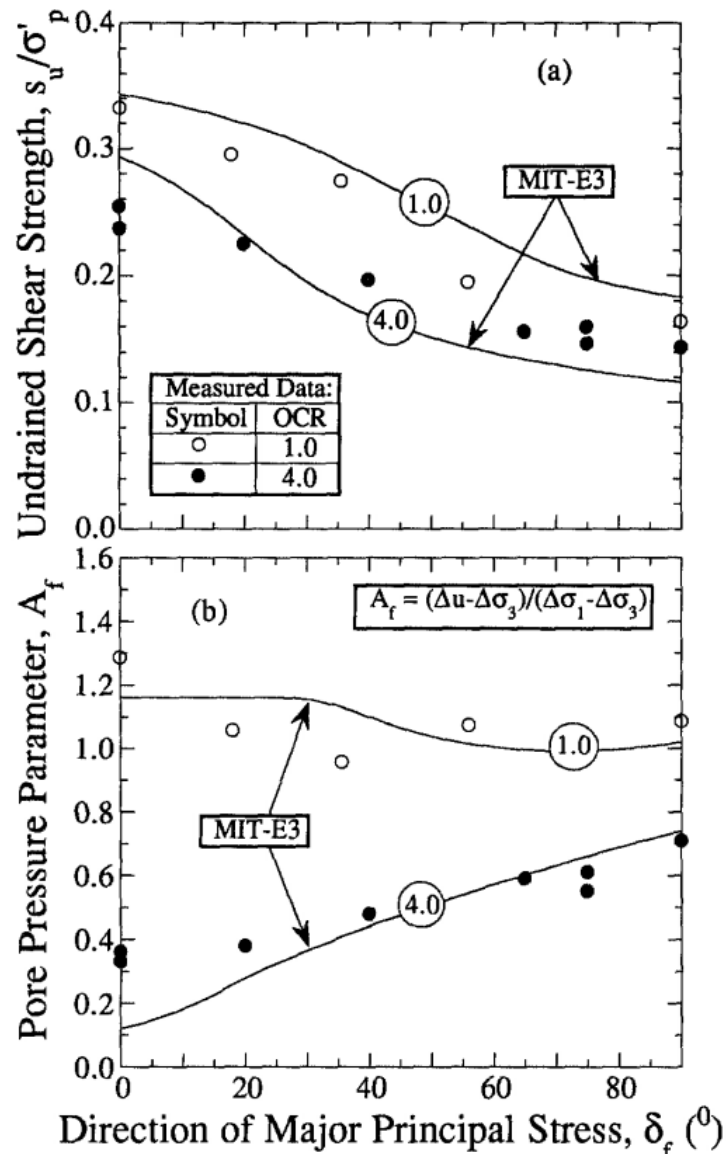 0.4
(a)
0.3
MIT-E3
1.0
0.2
4.0
Measured Data:
Symbol OCR
0.1
○ 1.0
● 4.0
0.0
Undrained Shear Strength, s_u/σ'_p
1.6
(b)
A_f = (Δu-Δσ_3)/(Δσ_1-Δσ_3)
1.4
1.2
1.0
1.0
0.8
MIT-E3
0.6
4.0
0.4
0.2
0.0
Pore Pressure Parameter, A_f
0 20 40 60 80
Direction of Major Principal Stress, δ_f (⁰)